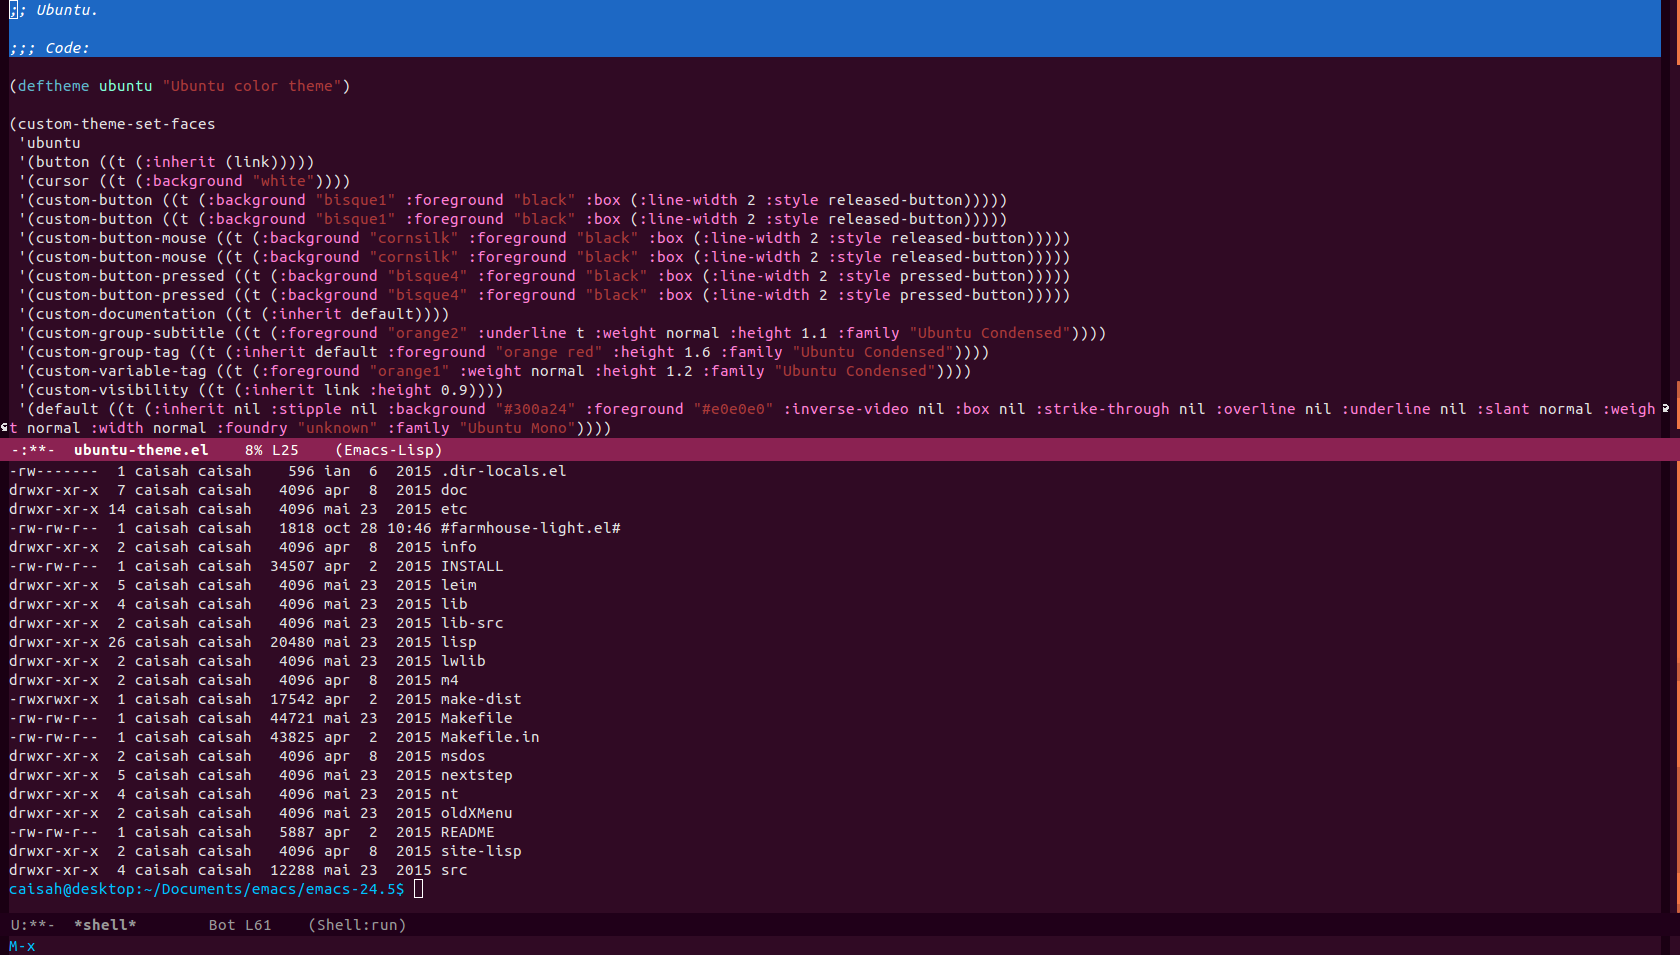 ;; Ubuntu.
;;; Code:
(deftheme ubuntu "Ubuntu color theme")
(custom-theme-set-faces
 'ubuntu
 '(button ((t (:inherit (link)))))
 '(cursor ((t (:background "white"))))
 '(custom-button ((t (:background "bisque1" :foreground "black" :box (:line-width 2 :style released-button)))))
 '(custom-button ((t (:background "bisque1" :foreground "black" :box (:line-width 2 :style released-button)))))
 '(custom-button-mouse ((t (:background "cornsilk" :foreground "black" :box (:line-width 2 :style released-button)))))
 '(custom-button-mouse ((t (:background "cornsilk" :foreground "black" :box (:line-width 2 :style released-button)))))
 '(custom-button-pressed ((t (:background "bisque4" :foreground "black" :box (:line-width 2 :style pressed-button)))))
 '(custom-button-pressed ((t (:background "bisque4" :foreground "black" :box (:line-width 2 :style pressed-button)))))
 '(custom-documentation ((t (:inherit default))))
 '(custom-group-subtitle ((t (:foreground "orange2" :underline t :weight normal :height 1.1 :family "Ubuntu Condensed"))))
 '(custom-group-tag ((t (:inherit default :foreground "orange red" :height 1.6 :family "Ubuntu Condensed"))))
 '(custom-variable-tag ((t (:foreground "orange1" :weight normal :height 1.2 :family "Ubuntu Condensed"))))
 '(custom-visibility ((t (:inherit link :height 0.9))))
 '(default ((t (:inherit nil :stipple nil :background "#300a24" :foreground "#e0e0e0" :inverse-video nil :box nil :strike-through nil :overline nil :underline nil :slant normal :weigh
t normal :width normal :foundry "unknown" :family "Ubuntu Mono"))))
-:**-  ubuntu-theme.el    8% L25    (Emacs-Lisp)
-rw-------  1 caisah caisah    596 ian  6  2015 .dir-locals.el
drwxr-xr-x  7 caisah caisah   4096 apr  8  2015 doc
drwxr-xr-x 14 caisah caisah   4096 mai 23  2015 etc
-rw-rw-r--  1 caisah caisah   1818 oct 28 10:46 #farmhouse-light.el#
drwxr-xr-x  2 caisah caisah   4096 apr  8  2015 info
-rw-rw-r--  1 caisah caisah  34507 apr  2  2015 INSTALL
drwxr-xr-x  5 caisah caisah   4096 mai 23  2015 leim
drwxr-xr-x  4 caisah caisah   4096 mai 23  2015 lib
drwxr-xr-x  2 caisah caisah   4096 mai 23  2015 lib-src
drwxr-xr-x 26 caisah caisah  20480 mai 23  2015 lisp
drwxr-xr-x  2 caisah caisah   4096 mai 23  2015 lwlib
drwxr-xr-x  2 caisah caisah   4096 apr  8  2015 m4
-rwxrwxr-x  1 caisah caisah  17542 apr  2  2015 make-dist
-rw-rw-r--  1 caisah caisah  44721 mai 23  2015 Makefile
-rw-rw-r--  1 caisah caisah  43825 apr  2  2015 Makefile.in
drwxr-xr-x  2 caisah caisah   4096 apr  8  2015 msdos
drwxr-xr-x  5 caisah caisah   4096 mai 23  2015 nextstep
drwxr-xr-x  4 caisah caisah   4096 mai 23  2015 nt
drwxr-xr-x  2 caisah caisah   4096 mai 23  2015 oldXMenu
-rw-rw-r--  1 caisah caisah   5887 apr  2  2015 README
drwxr-xr-x  2 caisah caisah   4096 apr  8  2015 site-lisp
drwxr-xr-x  4 caisah caisah  12288 mai 23  2015 src
caisah@desktop:~/Documents/emacs/emacs-24.5$
U:**-  *shell*        Bot L61    (Shell:run)
M-x